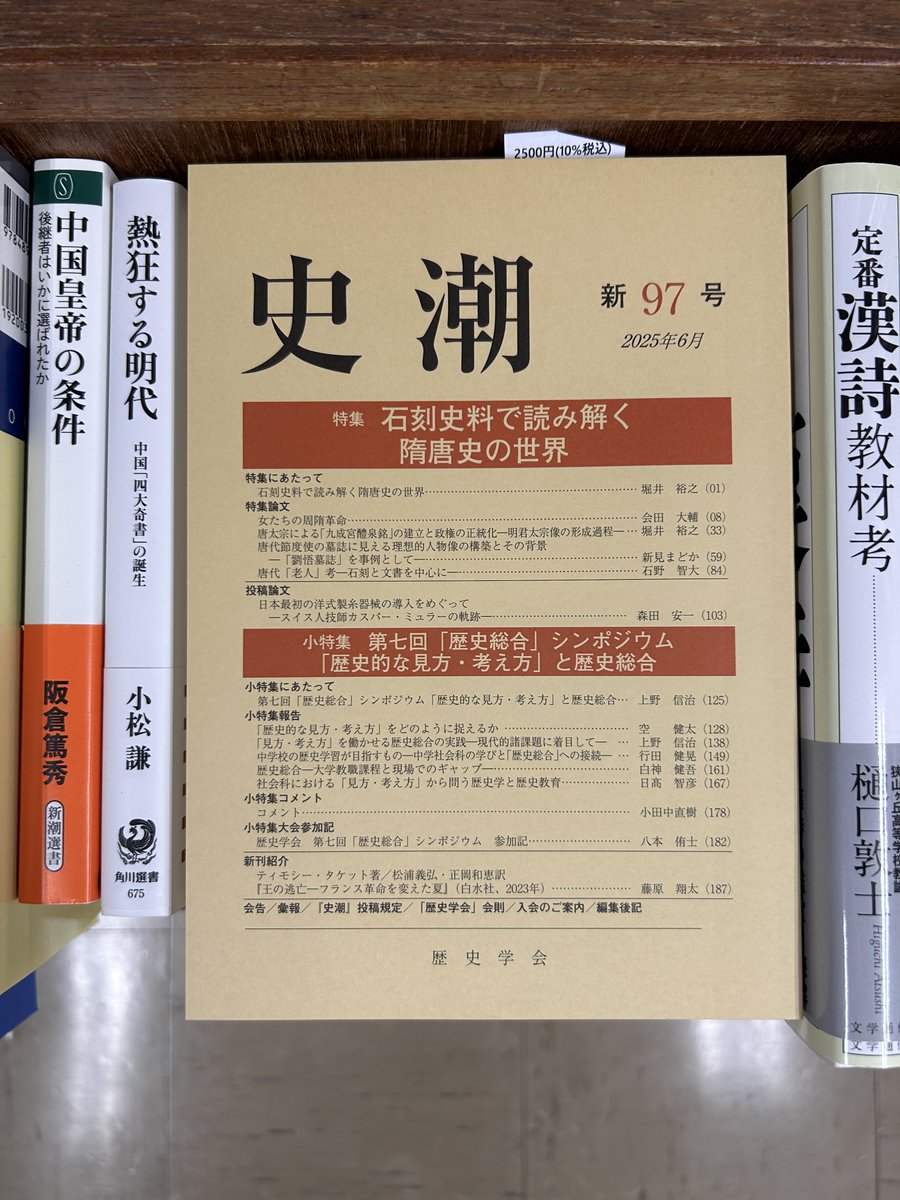 2500円(10%税込)
史潮
新 97 号
2025年6月
特集 石刻史料で読み解く
隋唐史の世界
特集にあたって
石刻史料で読み解く隋唐史の世界……堀井 裕之(01)
特集論文
女たちの周隋革命……会田 大輔(08)
唐太宗による「九成宮醴泉銘」の建立と政権の正統化―明君太宗像の形成過程―…堀井 裕之(33)
唐代節度使の墓誌に見える理想的人物像の構築とその背景
―「劉悟墓誌」を事例として―……新見まどか(59)
唐代「老人」考―石刻と文書を中心に―……石野 智大(84)
投稿論文
日本最初の洋式製糸器械の導入をめぐって
―スイス人技師カスパー・ミュラーの軌跡―……森田 安一(103)
小特集 第七回「歴史総合」シンポジウム
「歴史的な見方・考え方」と歴史総合
小特集にあたって
第七回「歴史総合」シンポジウム「歴史的な見方・考え方」と歴史総合…上野 信治(125)
小特集報告
「歴史的な見方・考え方」をどのように捉えるか……空 健太(128)
「見方・考え方」を働かせる歴史総合の実践―現代的諸課題に着目して― …上野 信治(138)
中学校の歴史学習が目指すもの―中学社会科の学びと「歴史総合」への接続― …行田 健晃(149)
歴史総合―大学教職課程と現場でのギャップ―……白神 健吾(161)
社会科における「見方・考え方」から問う歴史学と歴史教育……日髙 智彦(167)
小特集コメント
コメント……小田中直樹(178)
小特集大会参加記
歴史学会 第七回「歴史総合」シンポジウム 参加記……八本 侑士(182)
新刊紹介
ティモシー・タケット著/松浦義弘・正岡和恵訳
『王の逃亡―フランス革命を変えた夏』(白水社、2023年)……藤原 翔太(187)
会告/彙報/『史潮』投稿規定/「歴史学会」会則/入会のご案内/編集後記
歴史学会
S
中国皇帝の条件
後継者はいかに選ばれたか
阪倉篤秀
新潮選書
熱狂する明代
中国「四大奇書」の誕生
小松 謙
角川選書
675
定番
漢詩教材考
狭山ヶ丘高等学校教諭
樋口敦士
Higuchi Atsushi